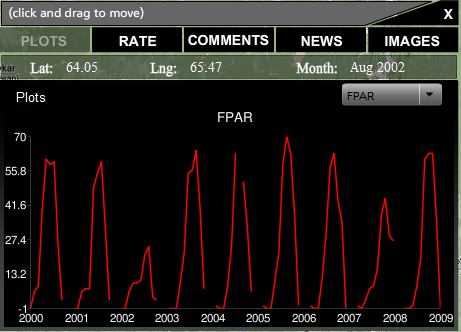 (click and drag to move) X
PLOTS RATE COMMENTS NEWS IMAGES
Lat: 64.05 Lng: 65.47 Month: Aug 2002
Plots FPAR
FPAR
70
55.8
41.6
27.4
13.2
-1
2000 2001 2002 2003 2004 2005 2006 2007 2008 2009